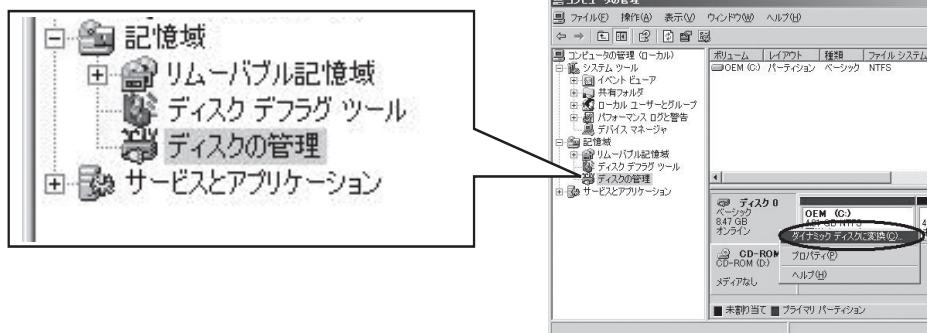 記憶域
リムーバブル記憶域
ディスク デフラグ ツール
ディスクの管理
サービスとアプリケーション
ファイル(F) 操作(A) 表示(V) ウィンドウ(W) ヘルプ(H)
コンピュータの管理 (ローカル)
システム ツール
イベント ビューア
共有フォルダ
ローカル ユーザーとグループ
パフォーマンス ログと警告
デバイス マネージャ
記憶域
リムーバブル記憶域
ディスク デフラグ ツール
ディスクの管理
サービスとアプリケーション
ボリューム レイアウト 種類 ファイル システム
OEM (C:) パーティション ベーシック NTFS
ディスク 0
ベーシック
8.47 GB
オンライン
OEM (C:)
ダイナミック ディスクに変換(C)...
プロパティ(P)
ヘルプ(H)
CD-ROM
CD-ROM (D:)
メディアなし
未割り当て プライマリ パーティション